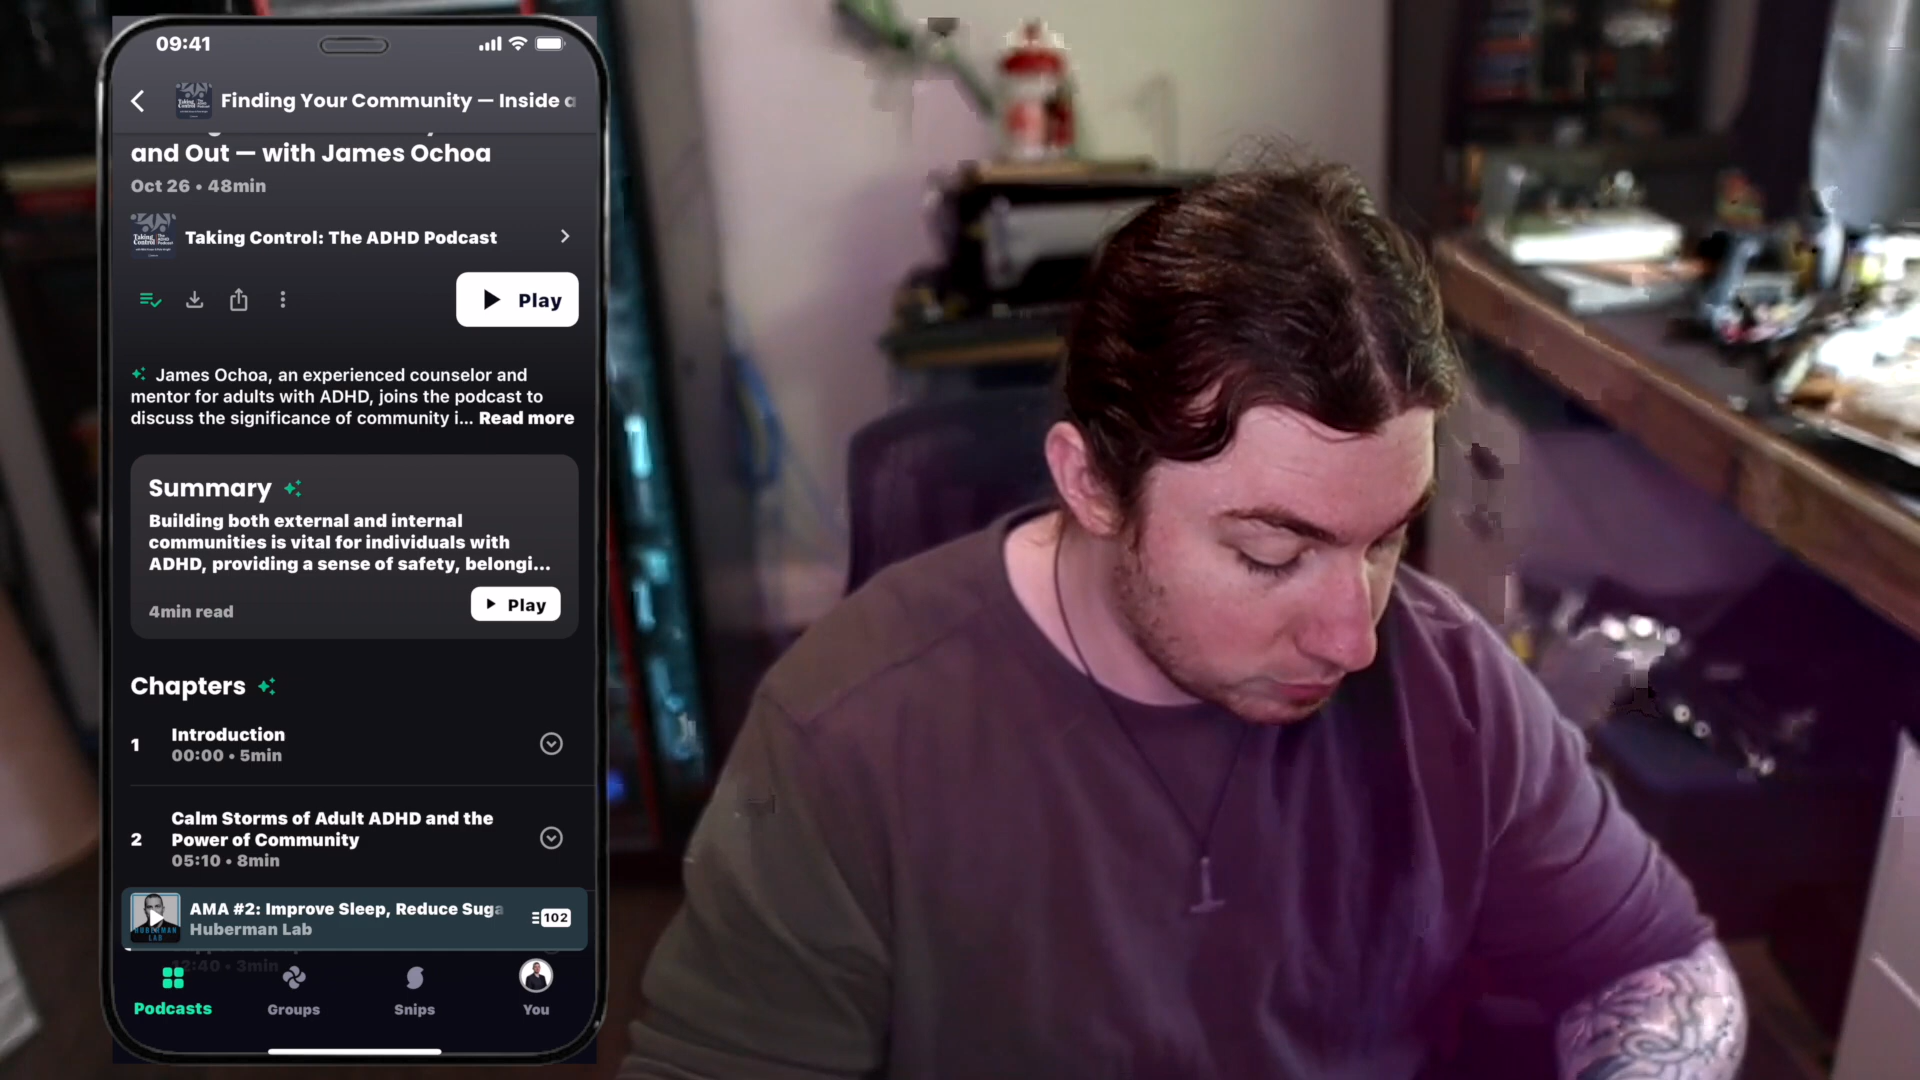 09:41
Finding Your Community — Inside a
and Out — with James Ochoa
Oct 26 • 48min
Taking Control: The ADHD Podcast
Play
James Ochoa, an experienced counselor and
mentor for adults with ADHD, joins the podcast to
discuss the significance of community i... Read more
Summary
Building both external and internal
communities is vital for individuals with
ADHD, providing a sense of safety, belongi...
4min read
Play
Chapters
1
Introduction
00:00 • 5min
2
Calm Storms of Adult ADHD and the
Power of Community
05:10 • 8min
AMA #2: Improve Sleep, Reduce Suga
Huberman Lab
102
HUBERMAN
LAB
12:40 • 3min
Podcasts
Groups
Snips
You